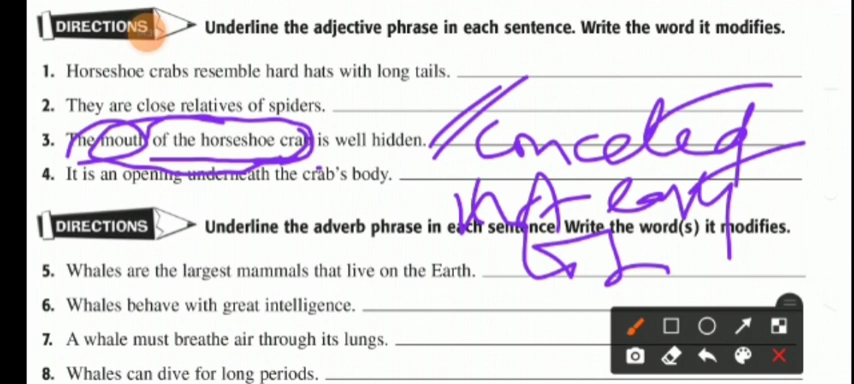 DIRECTIONS Underline the adjective phrase in each sentence. Write the word it modifies.
1. Horseshoe crabs resemble hard hats with long tails.
2. They are close relatives of spiders.
3. The mouth of the horseshoe crab is well hidden.
4. It is an opening underneath the crab's body.
DIRECTIONS Underline the adverb phrase in each sentence. Write the word(s) it modifies.
5. Whales are the largest mammals that live on the Earth.
6. Whales behave with great intelligence.
7. A whale must breathe air through its lungs.
8. Whales can dive for long periods.